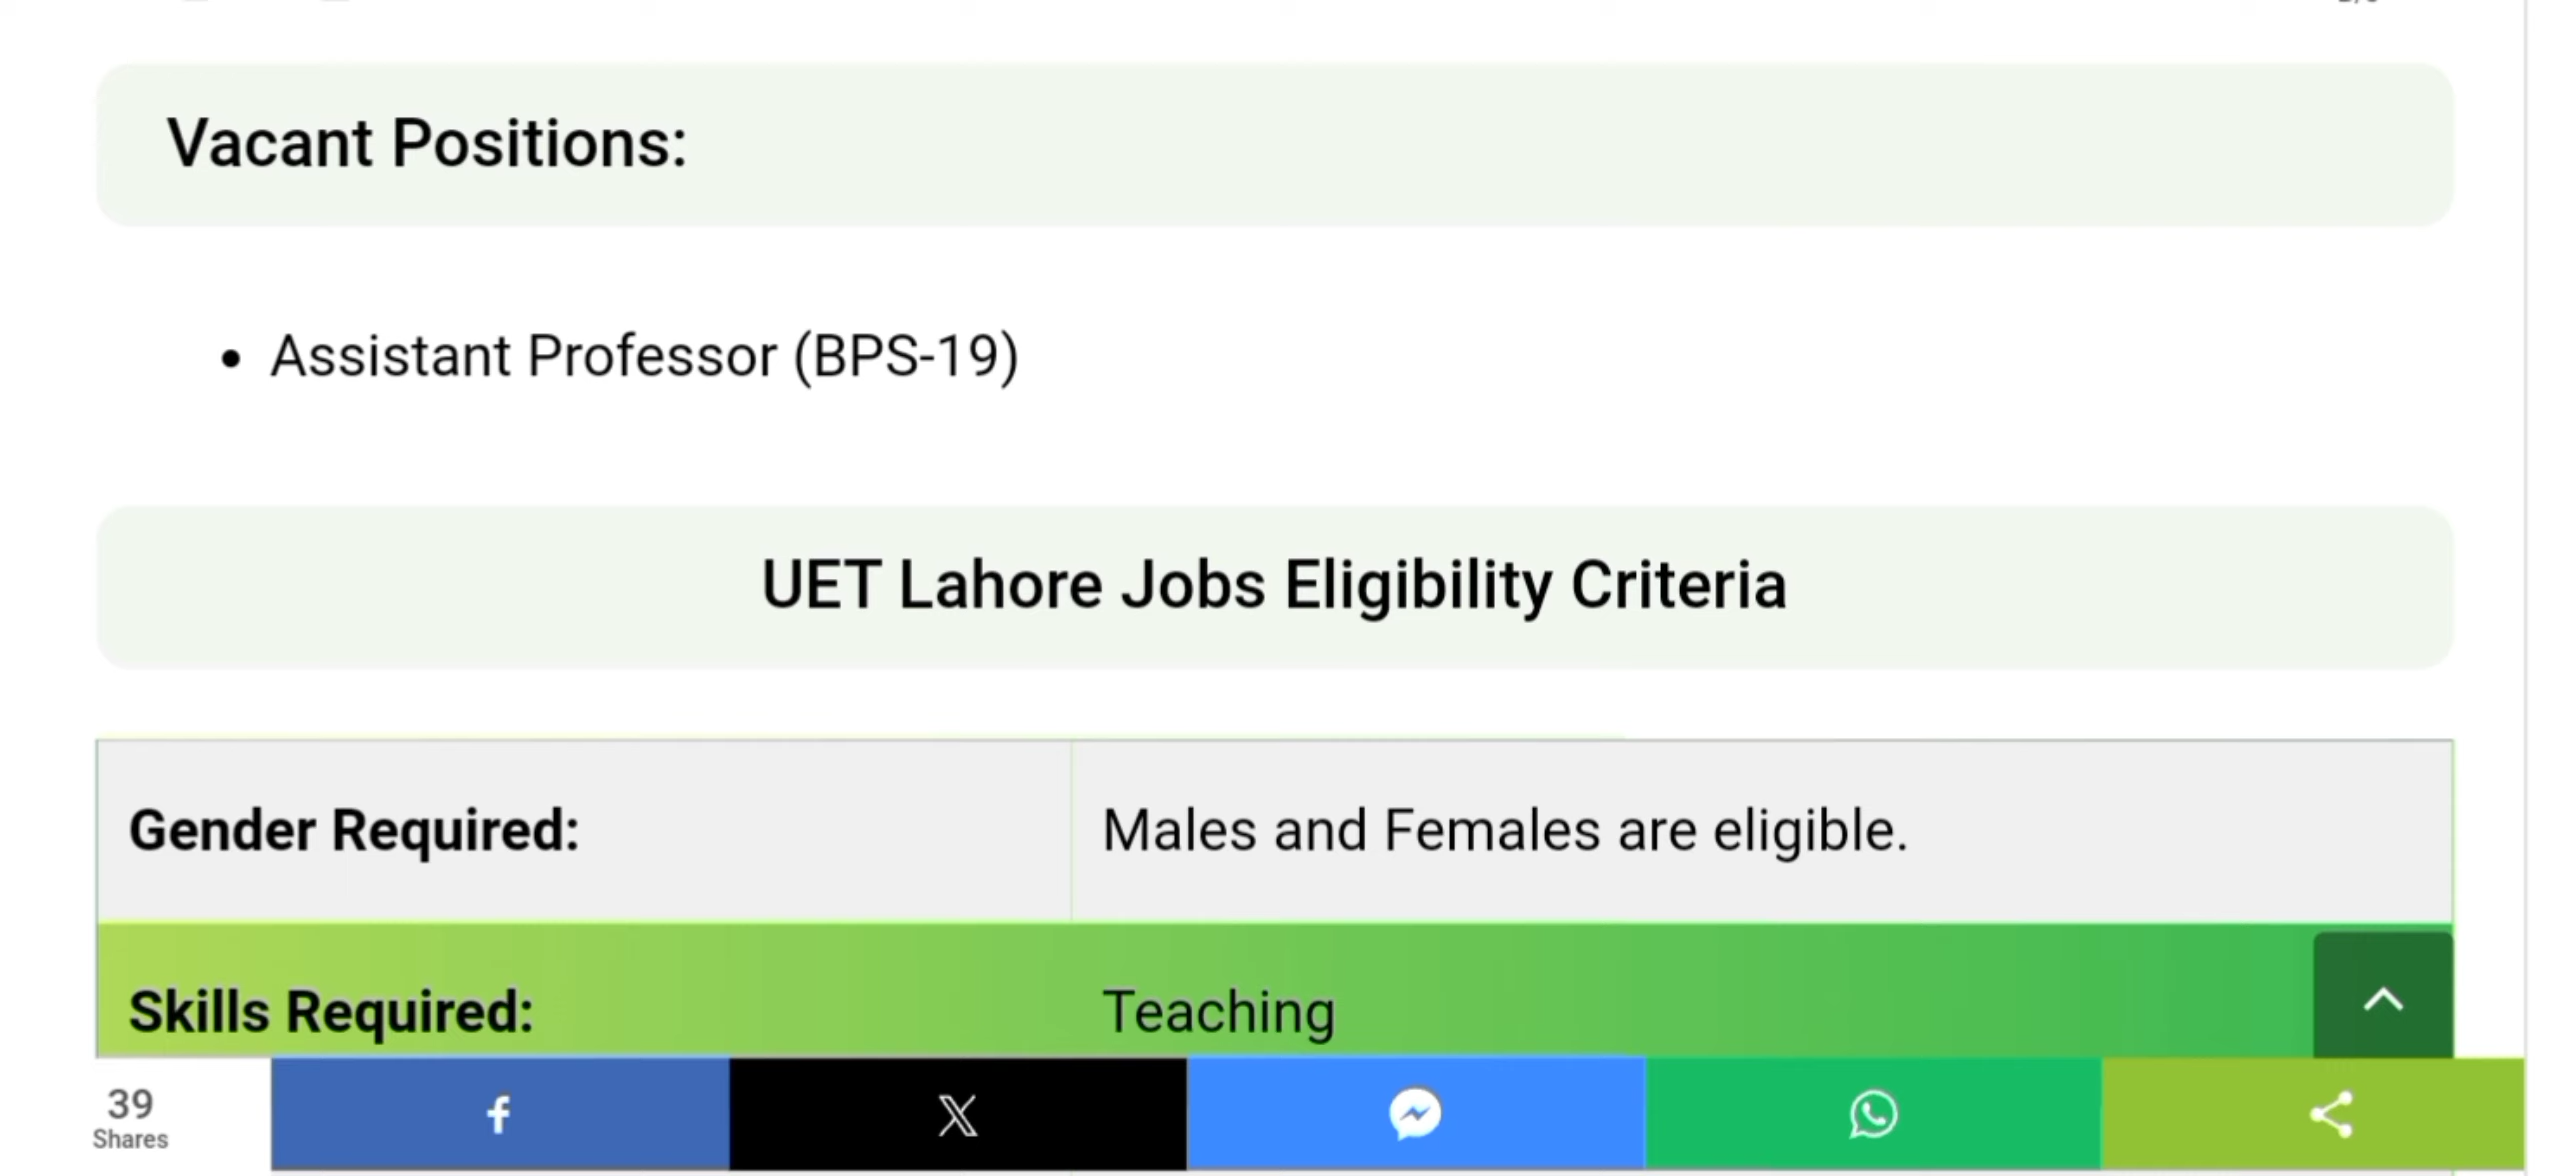 Vacant Positions:
• Assistant Professor (BPS-19)
UET Lahore Jobs Eligibility Criteria
Gender Required: Males and Females are eligible.
Skills Required: Teaching
39
Shares